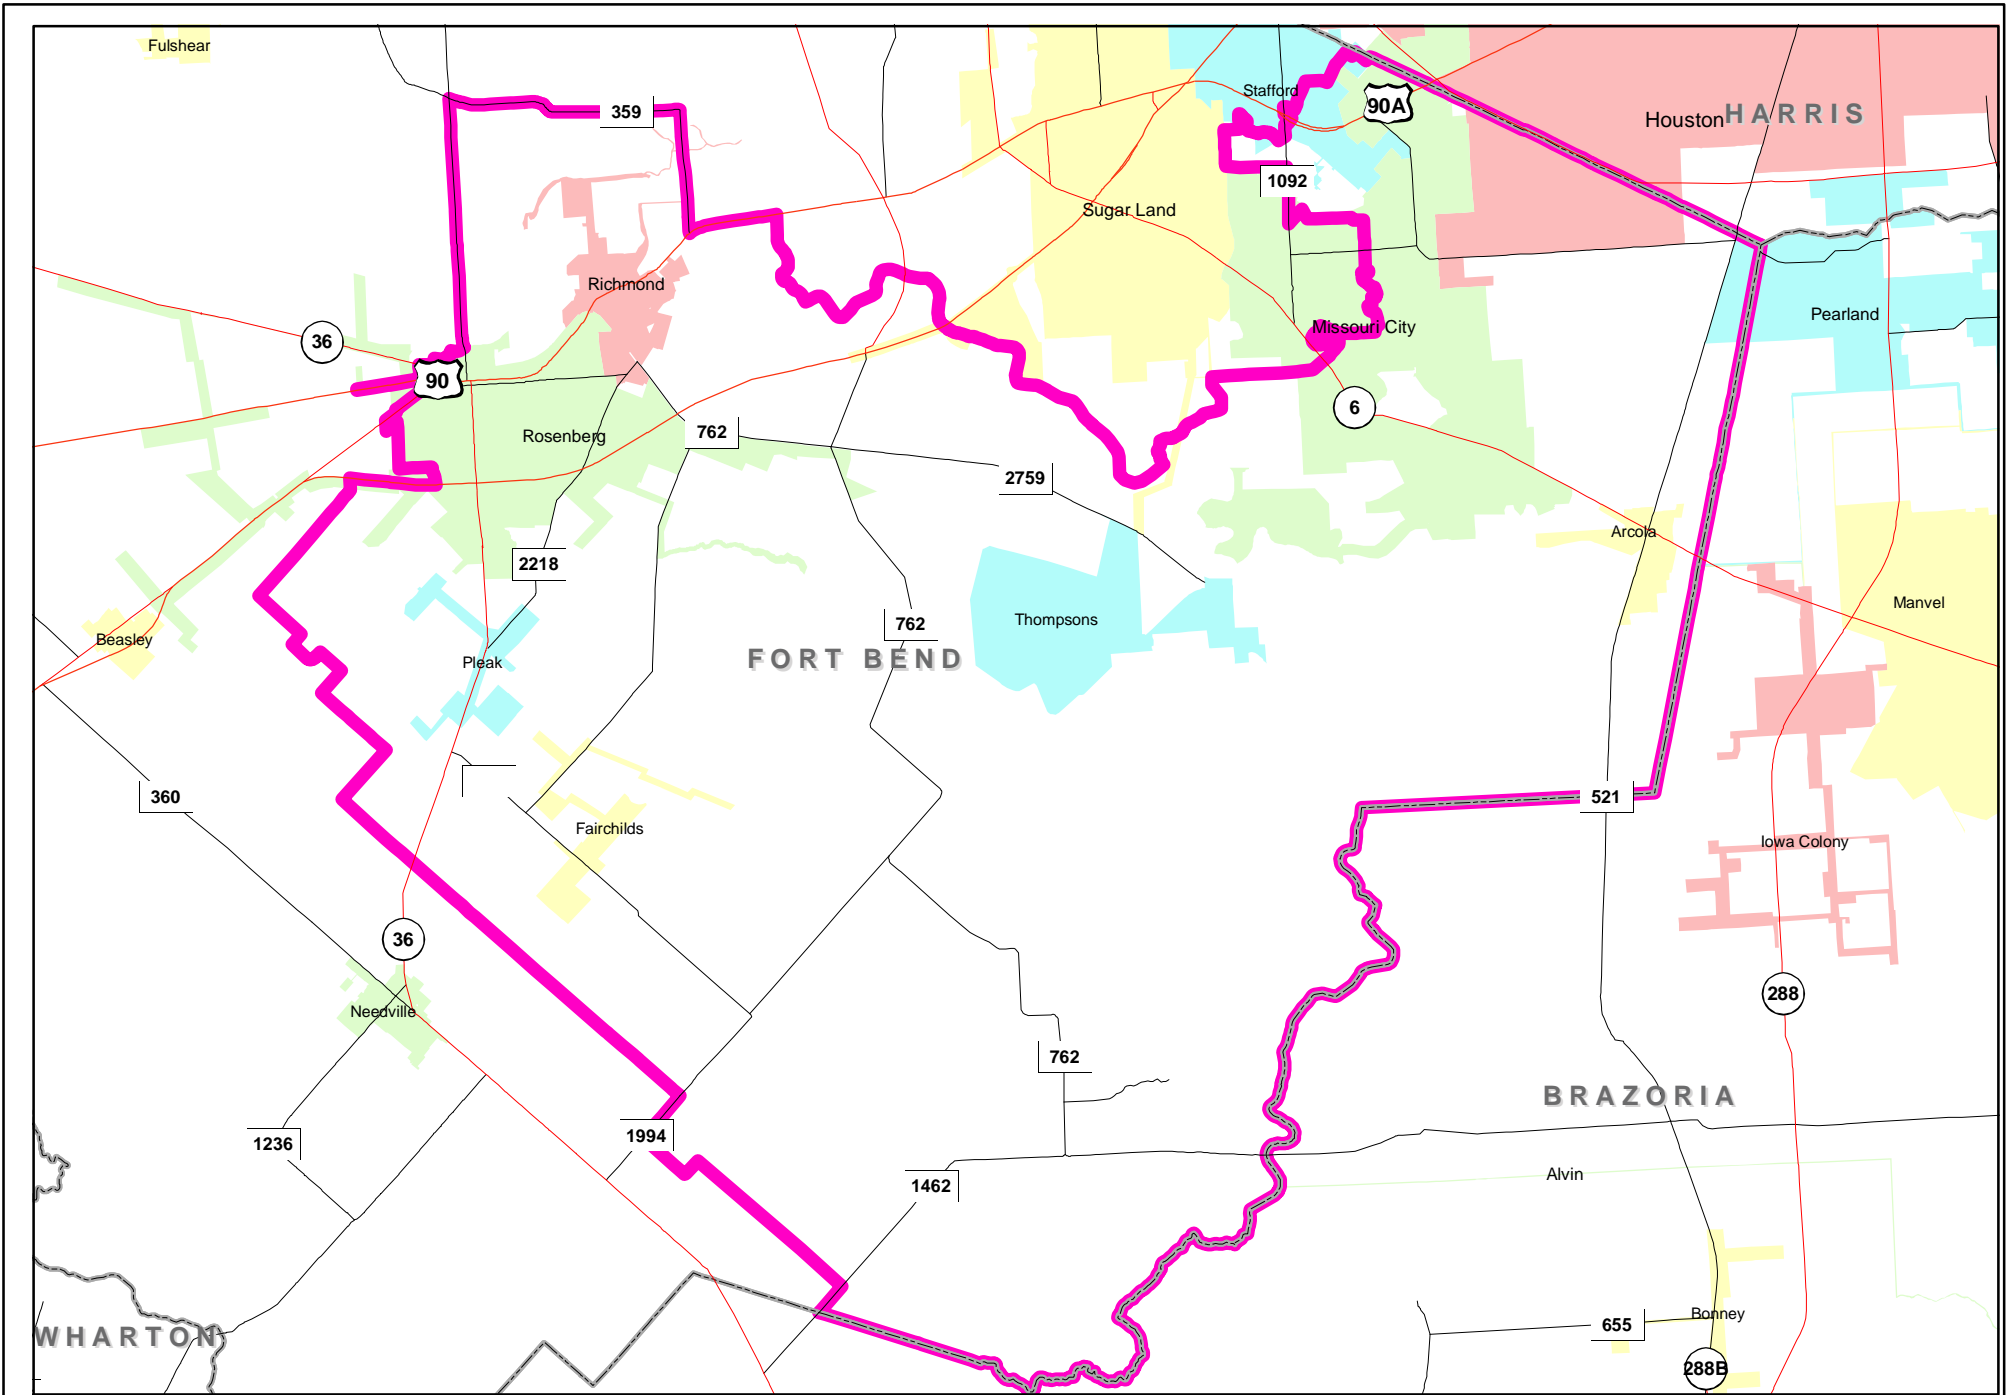 Fulshear
Stafford
90A
359
Houston
HARRIS
1092
Sugar Land
Richmond
Pearland
Missouri City
36
90
6
Rosenberg
762
2759
Arcola
2218
Manvel
Thompsons
762
Beasley
Pleak
FORT BEND
360
521
Fairchilds
Iowa Colony
36
288
Needville
762
BRAZORIA
1994
1236
Alvin
1462
Bonney
655
WHARTON
288B